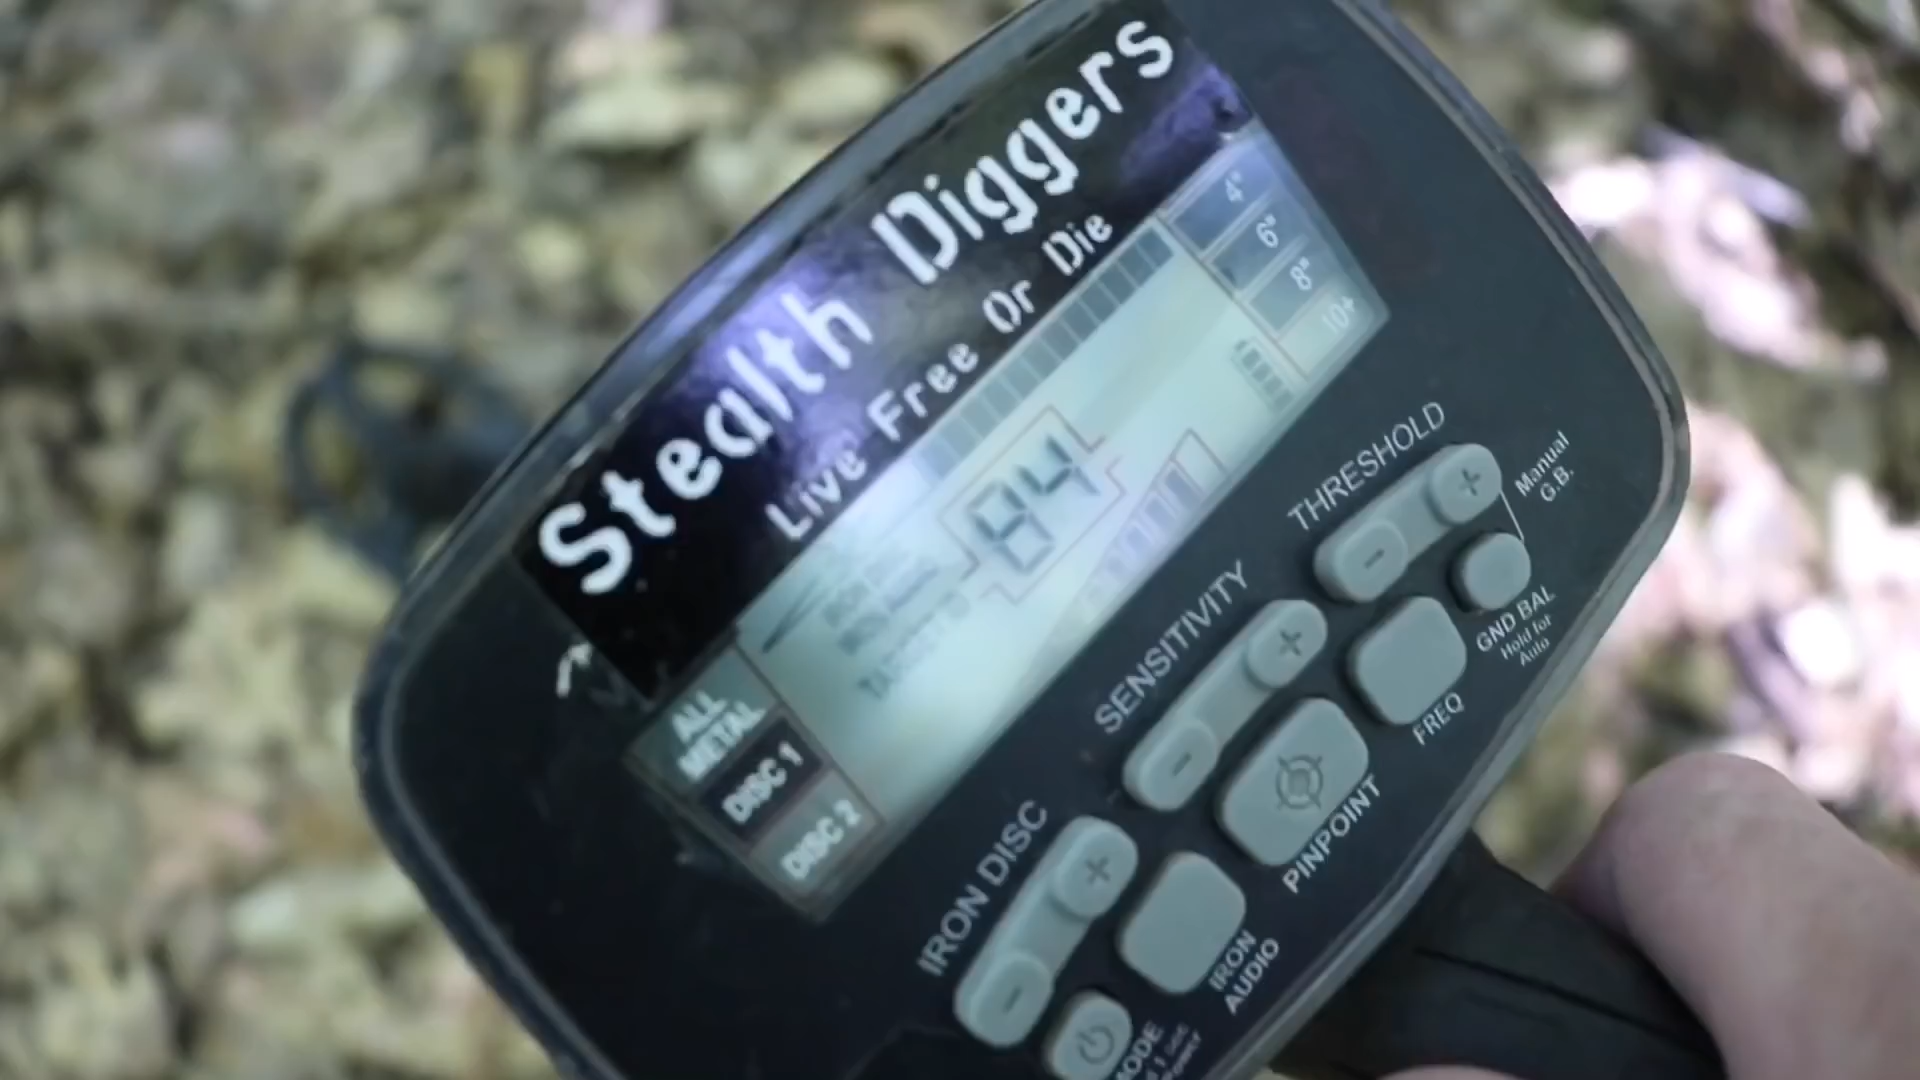 Stealth Diggers
Live Free Or Die
4"
6"
8"
10+
84
ALL
METAL
DISC 1
DISC 2
THRESHOLD
+
-
Manual
G.B.
GND BAL
Hold for
Auto
SENSITIVITY
+
-
FREQ
PINPOINT
IRON DISC
+
-
IRON
AUDIO
MODE